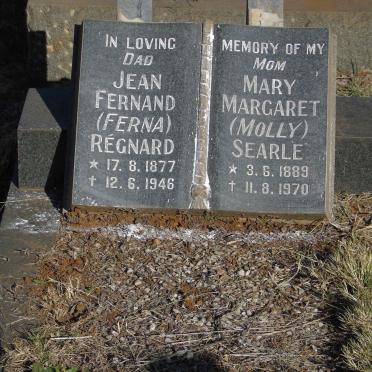 IN LOVING
DAD
JEAN
FERNAND
(FERNA)
REGNARD
* 17.8.1877
† 12.6.1946
MEMORY OF MY
MOM
MARY
MARGARET
(MOLLY)
SEARLE
* 3.6.1889
† 11.8.1970